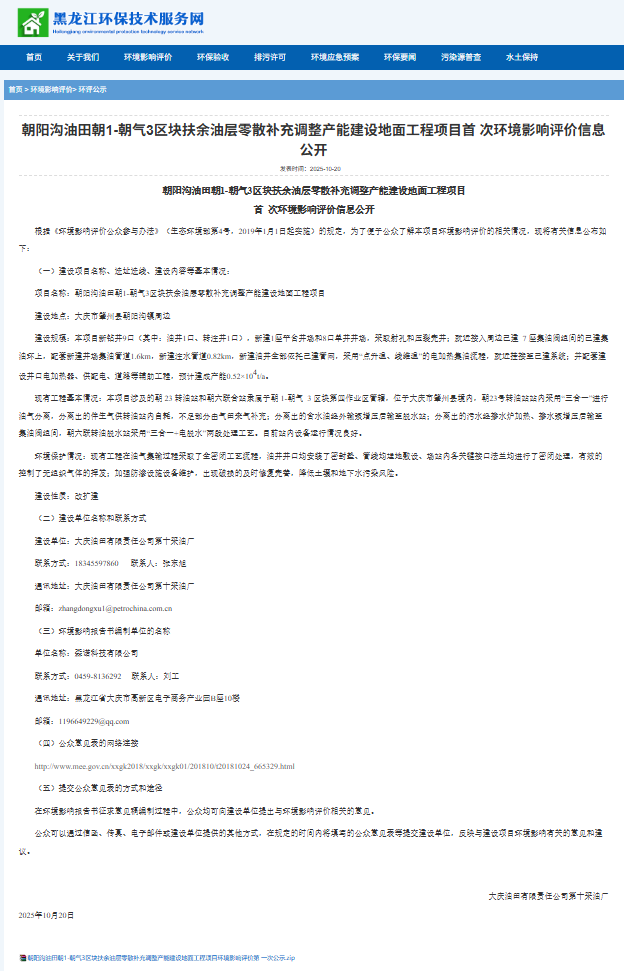 黑龙江环保技术服务网
Heilongjiang environmental protection technology service network
首页 关于我们 环境影响评价 环保验收 排污许可 环境应急预案 环保要闻 污染源普查 水土保持
首页 > 环境影响评价> 环评公示
朝阳沟油田朝1-朝气3区块扶余油层零散补充调整产能建设地面工程项目首 次环境影响评价信息
公开
发表时间：2025-10-20
朝阳沟油田朝1-朝气3区块扶余油层零散补充调整产能建设地面工程项目
首 次环境影响评价信息公开
根据《环境影响评价公众参与办法》（生态环境部第4号，2019年1月1日起实施）的规定，为了便于公众了解本项目环境影响评价的相关情况，现将有关信息公布如
下：
（一）建设项目名称、选址选线、建设内容等基本情况：
项目名称：朝阳沟油田朝1-朝气3区块扶余油层零散补充调整产能建设地面工程项目
建设地点：大庆市肇州县朝阳沟镇周边
建设规模：本项目新钻井9口（其中：油井1口、转注井1口），新建1座平台井场和8口单井井场，采取射孔和压裂完井；就近接入周边已建 7 座集油阀组间的已建集
油环上，配套新建井场集油管道1.6km，新建注水管道0.82km，新建油井全部依托已建管网，采用“点升温、线维温”的电加热集油流程，就近挂接至已建系统；并配套建
设井口电加热器、供配电、道路等辅助工程，预计建成产能0.52×10⁴t/a。
现有工程基本情况：本项目涉及的朝 23 转油站和朝六联合站隶属于朝 1-朝气 3 区块第四作业区管辖，位于大庆市肇州县境内，朝23号转油站站内采用“三合一”进行
油气分离，分离出的伴生气供转油站内自耗，不足部分由气田来气补充；分离出的含水油经外输泵增压后输至脱水站；分离出的污水经掺水炉加热、掺水泵增压后输至
集油阀组间，朝六联转油脱水站采用“三合一+电脱水”两段处理工艺。目前站内设备运行情况良好。
环境保护情况：现有工程在油气集输过程采取了全密闭工艺流程，油井井口均安装了密封垫、管线均埋地敷设、场站内各关键接口法兰均进行了密闭处理，有效的
控制了无组织气体的挥发；加强防渗设施设备维护，出现破损的及时修复完善，降低土壤和地下水污染风险。
建设性质：改扩建
（二）建设单位名称和联系方式
建设单位：大庆油田有限责任公司第十采油厂
联系方式：18345597860 联系人：张东旭
通讯地址：大庆油田有限责任公司第十采油厂
邮箱：zhangdongxu1@petrochina.com.cn
（三）环境影响报告书编制单位的名称
单位名称：森诺科技有限公司
联系方式：0459-8136292 联系人：刘工
通讯地址：黑龙江省大庆市高新区电子商务产业园B座10楼
邮箱：1196649229@qq.com
（四）公众意见表的网络连接
http://www.mee.gov.cn/xxgk2018/xxgk/xxgk01/201810/t20181024_665329.html
（五）提交公众意见表的方式和途径
在环境影响报告书征求意见稿编制过程中，公众均可向建设单位提出与环境影响评价相关的意见。
公众可以通过信函、传真、电子邮件或建设单位提供的其他方式，在规定的时间内将填写的公众意见表等提交建设单位，反映与建设项目环境影响有关的意见和建
议。
大庆油田有限责任公司第十采油厂
2025年10月20日
朝阳沟油田朝1-朝气3区块扶余油层零散补充调整产能建设地面工程项目环境影响评价第 一次公示.zip